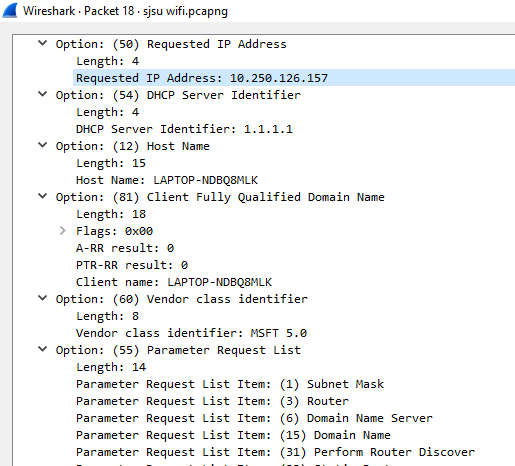 Wireshark · Packet 18 · sjsu wifi.pcapng
Option: (50) Requested IP Address
Length: 4
Requested IP Address: 10.250.126.157
Option: (54) DHCP Server Identifier
Length: 4
DHCP Server Identifier: 1.1.1.1
Option: (12) Host Name
Length: 15
Host Name: LAPTOP-NDBQ8MLK
Option: (81) Client Fully Qualified Domain Name
Length: 18
Flags: 0x00
A-RR result: 0
PTR-RR result: 0
Client name: LAPTOP-NDBQ8MLK
Option: (60) Vendor class identifier
Length: 8
Vendor class identifier: MSFT 5.0
Option: (55) Parameter Request List
Length: 14
Parameter Request List Item: (1) Subnet Mask
Parameter Request List Item: (3) Router
Parameter Request List Item: (6) Domain Name Server
Parameter Request List Item: (15) Domain Name
Parameter Request List Item: (31) Perform Router Discover